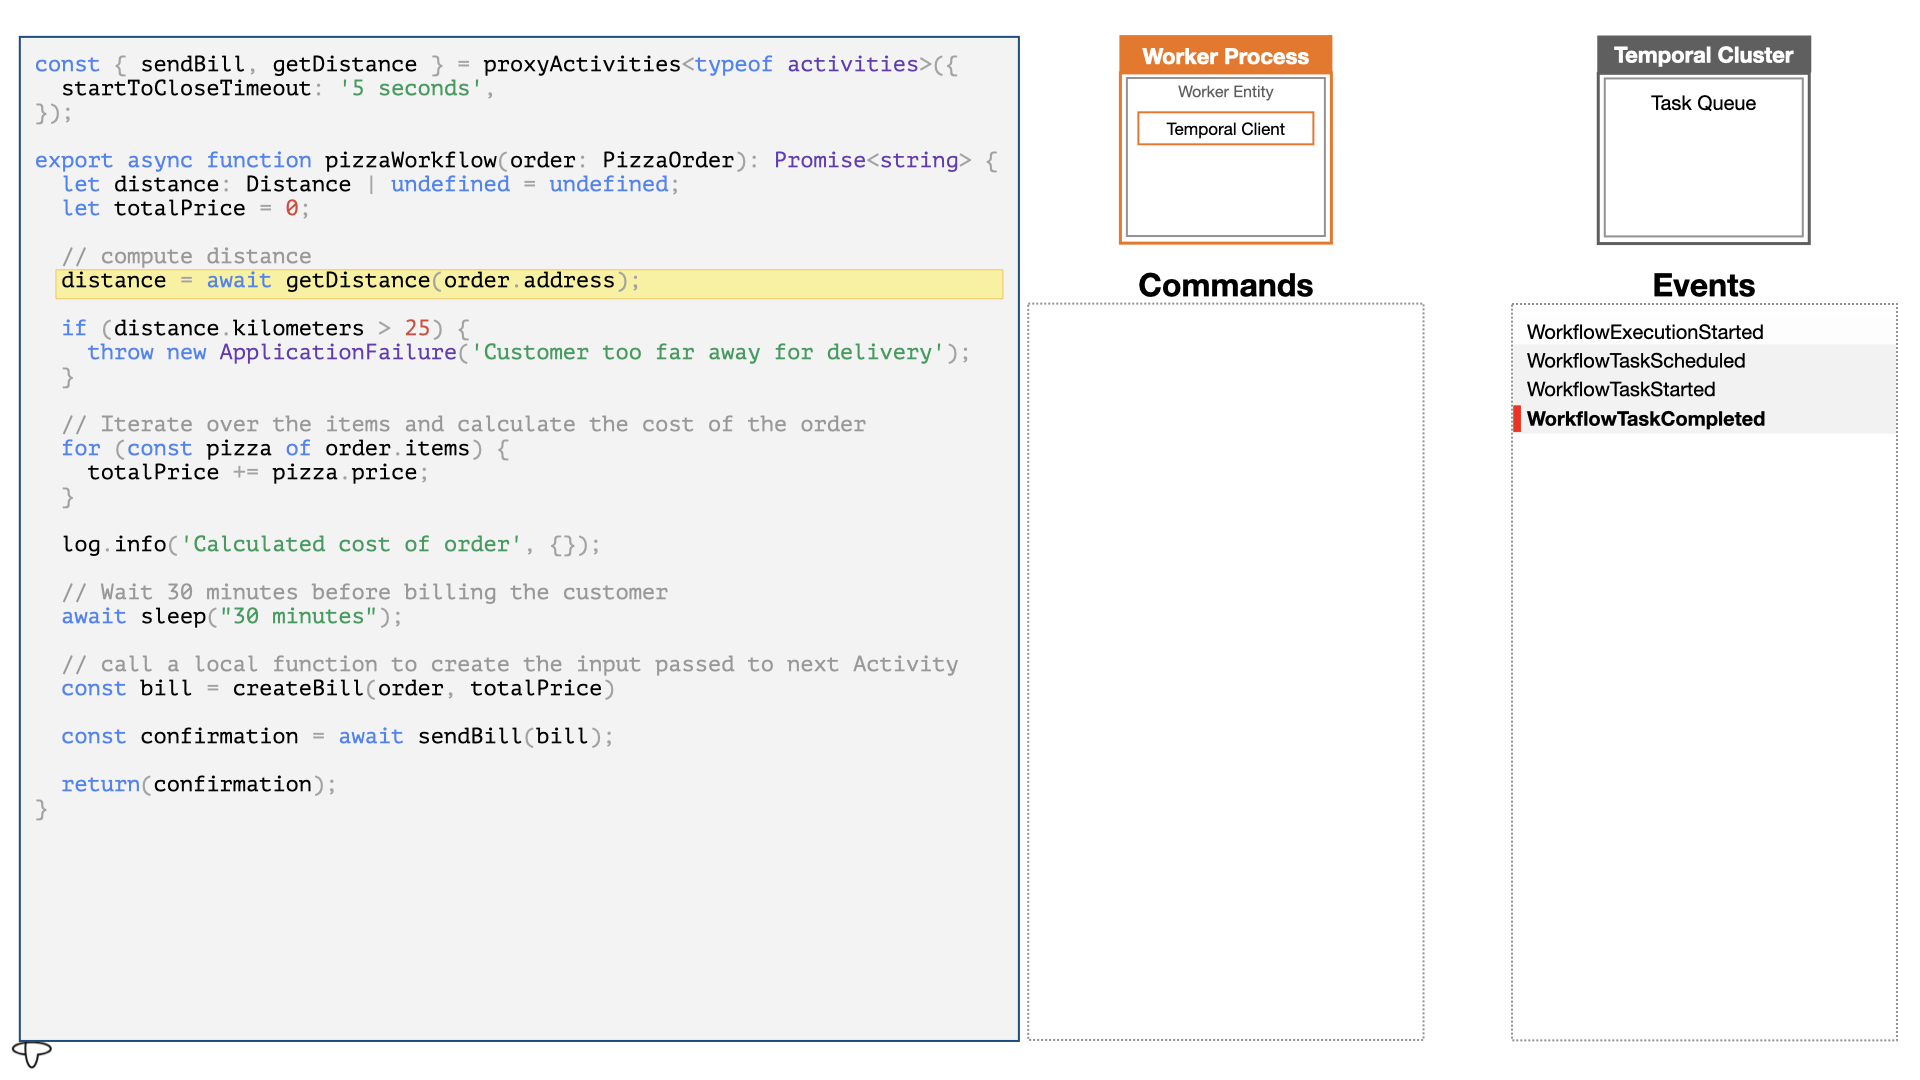 const { sendBill, getDistance } = proxyActivities<typeof activities>({
  startToCloseTimeout: '5 seconds',
});

export async function pizzaWorkflow(order: PizzaOrder): Promise<string> {
  let distance: Distance | undefined = undefined;
  let totalPrice = 0;

  // compute distance
  distance = await getDistance(order.address);

  if (distance.kilometers > 25) {
    throw new ApplicationFailure('Customer too far away for delivery');
  }

  // Iterate over the items and calculate the cost of the order
  for (const pizza of order.items) {
    totalPrice += pizza.price;
  }

  log.info('Calculated cost of order', {});

  // Wait 30 minutes before billing the customer
  await sleep("30 minutes");

  // call a local function to create the input passed to next Activity
  const bill = createBill(order, totalPrice)

  const confirmation = await sendBill(bill);

  return(confirmation);
}
Worker Process
Worker Entity
Temporal Client
Commands
Temporal Cluster
Task Queue
Events
WorkflowExecutionStarted
WorkflowTaskScheduled
WorkflowTaskStarted
WorkflowTaskCompleted